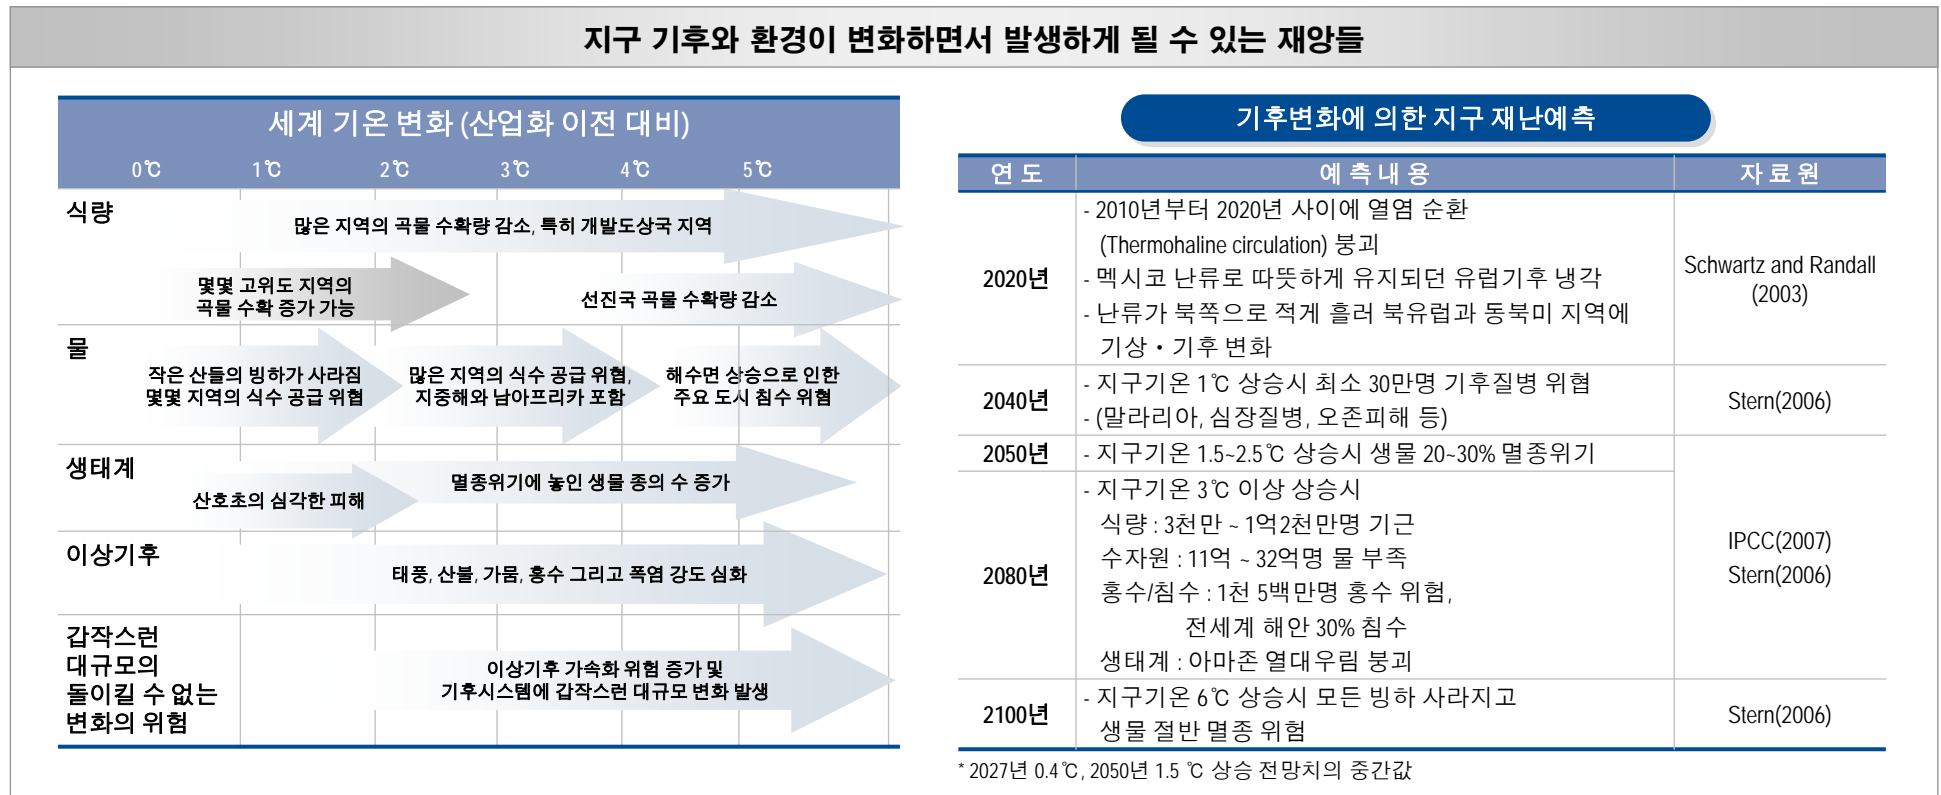 지구 기후와 환경이 변화하면서 발생하게 될 수 있는 재앙들
세계 기온 변화 (산업화 이전 대비)
0℃ 1℃ 2℃ 3℃ 4℃ 5℃
식량
많은 지역의 곡물 수확량 감소, 특히 개발도상국 지역
몇몇 고위도 지역의
곡물 수확 증가 가능
선진국 곡물 수확량 감소
물
작은 산들의 빙하가 사라짐
몇몇 지역의 식수 공급 위협
많은 지역의 식수 공급 위협,
지중해와 남아프리카 포함
해수면 상승으로 인한
주요 도시 침수 위험
생태계
멸종위기에 놓인 생물 종의 수 증가
산호초의 심각한 피해
이상기후
태풍, 산불, 가뭄, 홍수 그리고 폭염 강도 심화
갑작스런
대규모의
돌이킬 수 없는
변화의 위험
이상기후 가속화 위험 증가 및
기후시스템에 갑작스런 대규모 변화 발생
기후변화에 의한 지구 재난예측
연 도 예 측 내 용 자 료 원
2020년
- 2010년부터 2020년 사이에 열염 순환
(Thermohaline circulation) 붕괴
- 멕시코 난류로 따뜻하게 유지되던 유럽기후 냉각
- 난류가 북쪽으로 적게 흘러 북유럽과 동북미 지역에
기상・기후 변화
Schwartz and Randall
(2003)
2040년
- 지구기온 1℃ 상승시 최소 30만명 기후질병 위협
- (말라리아, 심장질병, 오존피해 등)
Stern(2006)
2050년
- 지구기온 1.5~2.5℃ 상승시 생물 20~30% 멸종위기
2080년
- 지구기온 3℃ 이상 상승시
식량 : 3천만 ~ 1억2천만명 기근
수자원 : 11억 ~ 32억명 물 부족
홍수/침수 : 1천 5백만명 홍수 위험,
전세계 해안 30% 침수
생태계 : 아마존 열대우림 붕괴
IPCC(2007)
Stern(2006)
2100년
- 지구기온 6℃ 상승시 모든 빙하 사라지고
생물 절반 멸종 위험
Stern(2006)
* 2027년 0.4℃, 2050년 1.5 ℃ 상승 전망치의 중간값